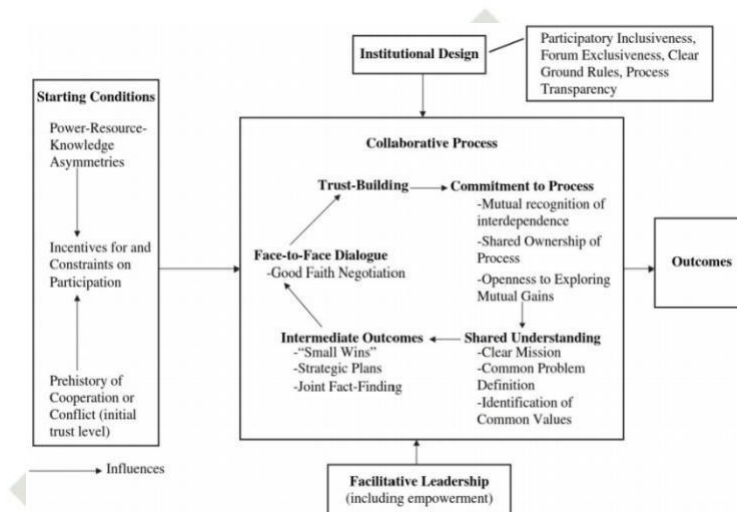 Institutional Design
Participatory Inclusiveness,
Forum Exclusiveness, Clear
Ground Rules, Process
Transparency
Starting Conditions
Power-Resource-
Knowledge
Asymmetries
Incentives for and
Constraints on
Participation
Prehistory of
Cooperation or
Conflict (initial
trust level)
Influences
Collaborative Process
Trust-Building
Commitment to Process
-Mutual recognition of
interdependence
-Shared Ownership of
Process
-Openness to Exploring
Mutual Gains
Face-to-Face Dialogue
-Good Faith Negotiation
Intermediate Outcomes
-“Small Wins”
-Strategic Plans
-Joint Fact-Finding
Shared Understanding
-Clear Mission
-Common Problem
Definition
-Identification of
Common Values
Outcomes
Facilitative Leadership
(including empowerment)